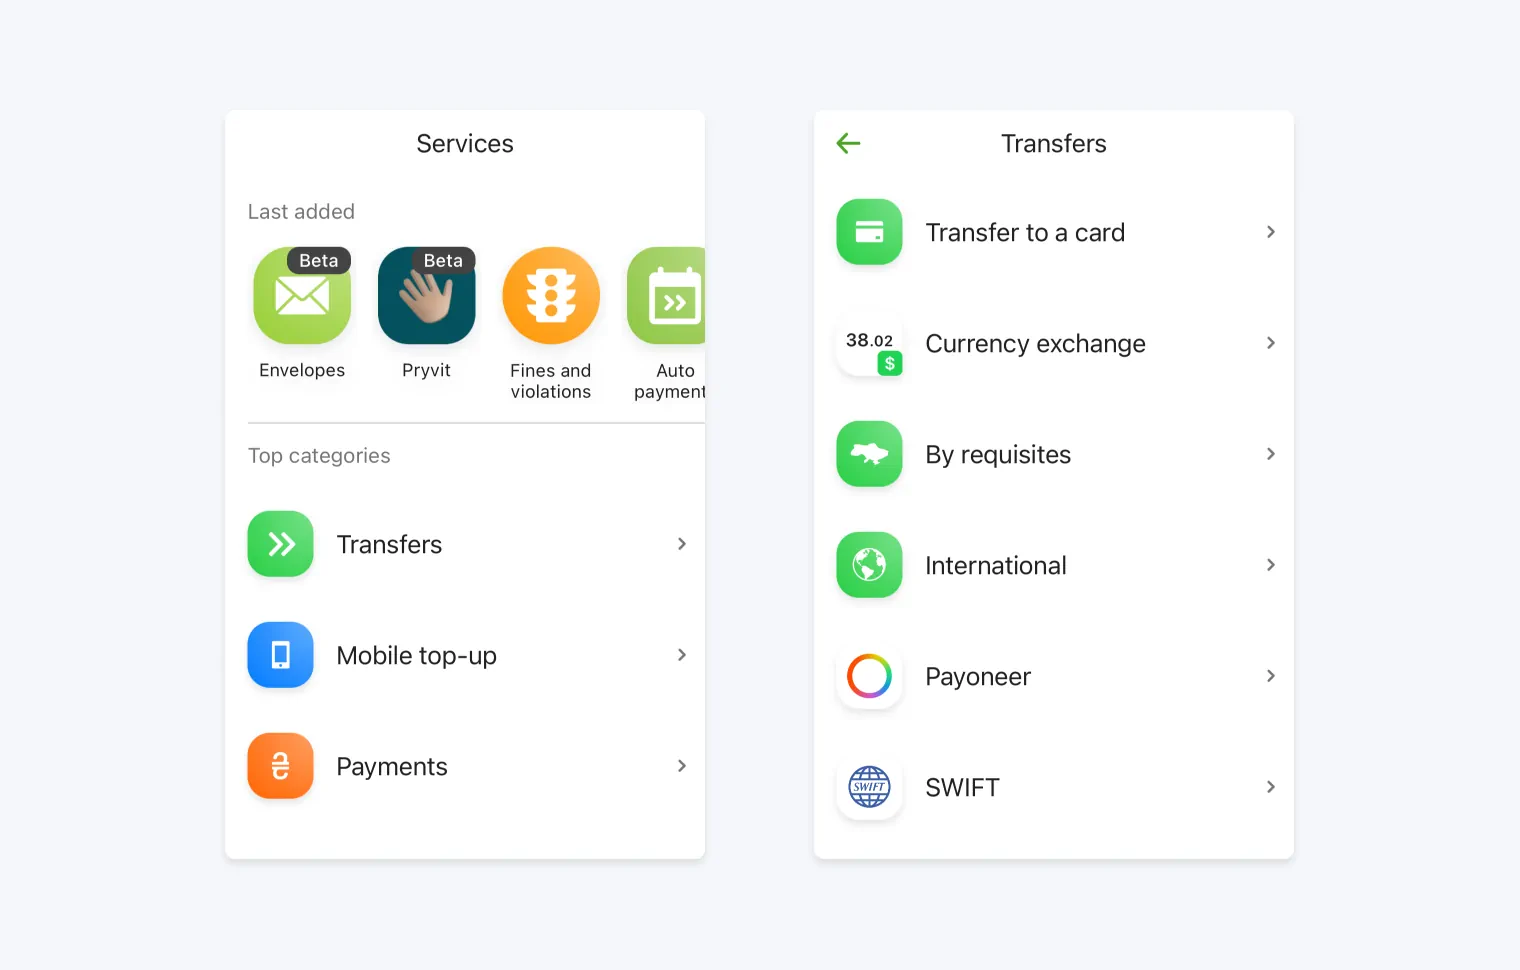 Services
Last added
Beta
Beta
Envelopes
Pryvit
Fines and
violations
Auto
payment
Top categories
Transfers
Mobile top-up
Payments
Transfers
Transfer to a card
38.02
$
Currency exchange
By requisites
International
Payoneer
SWIFT
SWIFT